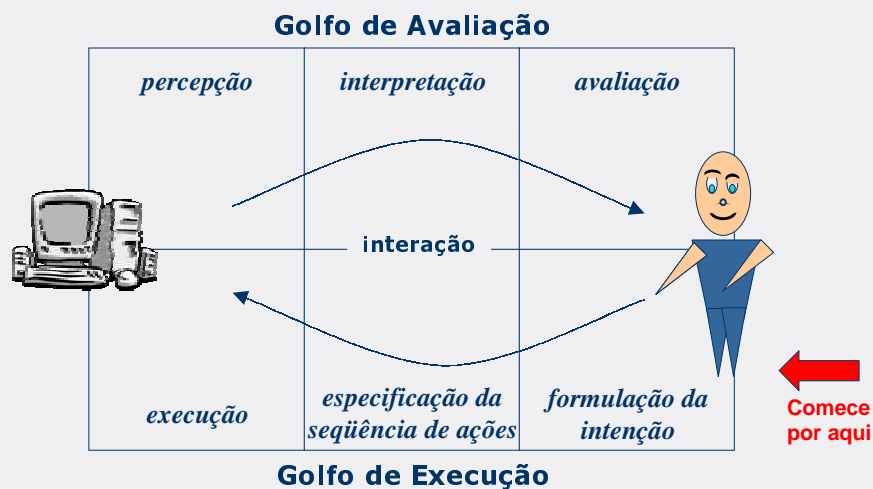 Golfo de Avaliação
percepção
interpretação
avaliação
interação
execução
especificação da
seqüência de ações
formulação da
intenção
Comece
por aqui
Golfo de Execução